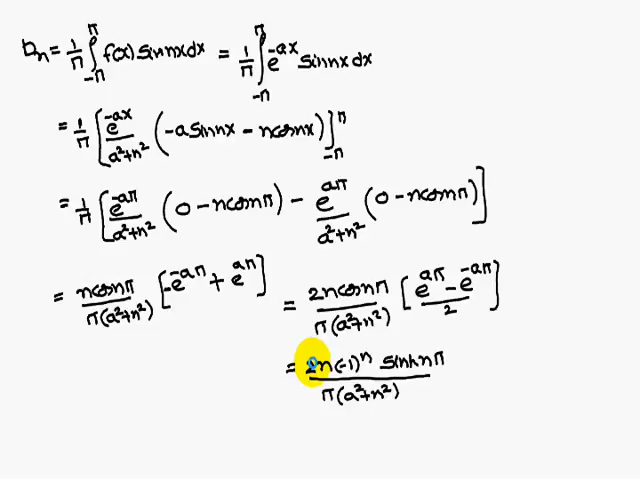 bₙ = 1/π ∫_{-π}^{π} f(x) sin nx dx = 1/π ∫_{-π}^{π} e^{-ax} sin nx dx
= 1/π [ e^{-ax}/(a²+n²) (-a sin nx - n cos nx) ]_{-π}^{π}
= 1/π [ e^{-aπ}/(a²+n²) (0 - n cos nπ) - e^{aπ}/(a²+n²) (0 - n cos nπ) ]
= n cos nπ/(π(a²+n²)) [ -e^{-aπ} + e^{aπ} ] = 2n cos nπ/(π(a²+n²)) [ (e^{aπ} - e^{-aπ})/2 ]
= 2n(-1)ⁿ sinh nπ/(π(a²+n²))